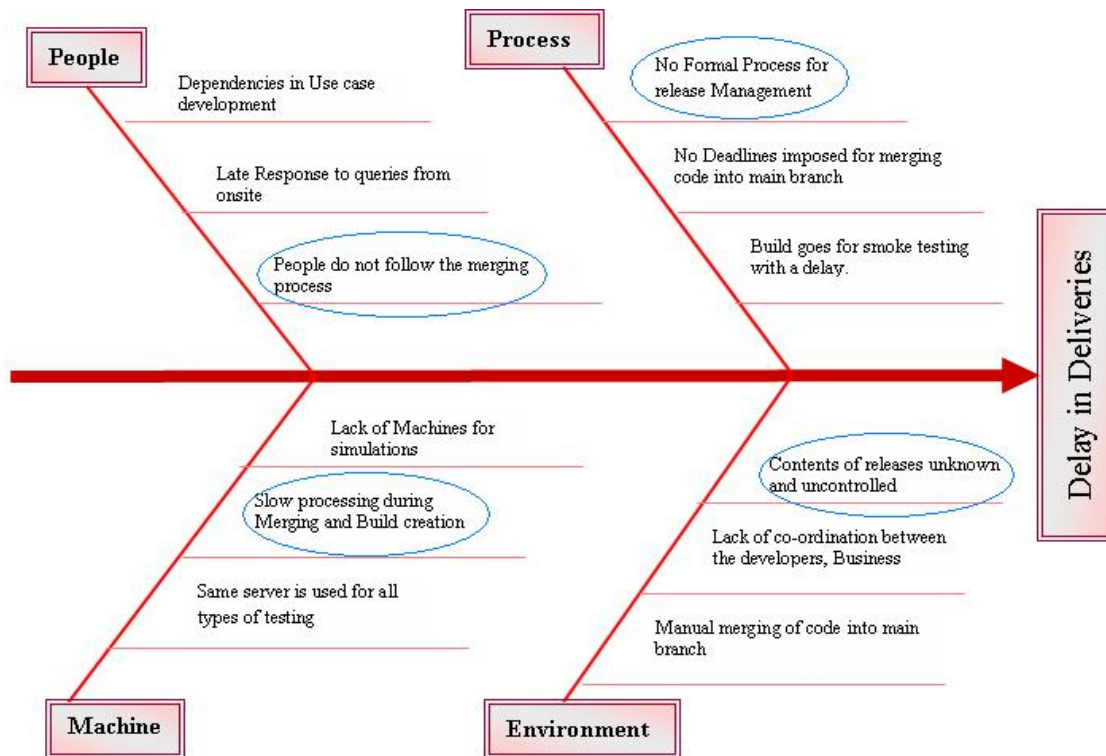 People
Dependencies in Use case
development
Late Response to queries from
onsite
People do not follow the merging
process
Process
No Formal Process for
release Management
No Deadlines imposed for merging
code into main branch
Build goes for smoke testing
with a delay.
Delay in Deliveries
Lack of Machines for
simulations
Slow processing during
Merging and Build creation
Same server is used for all
types of testing
Machine
Contents of releases unknown
and uncontrolled
Lack of co-ordination between
the developers, Business
Manual merging of code into main
branch
Environment